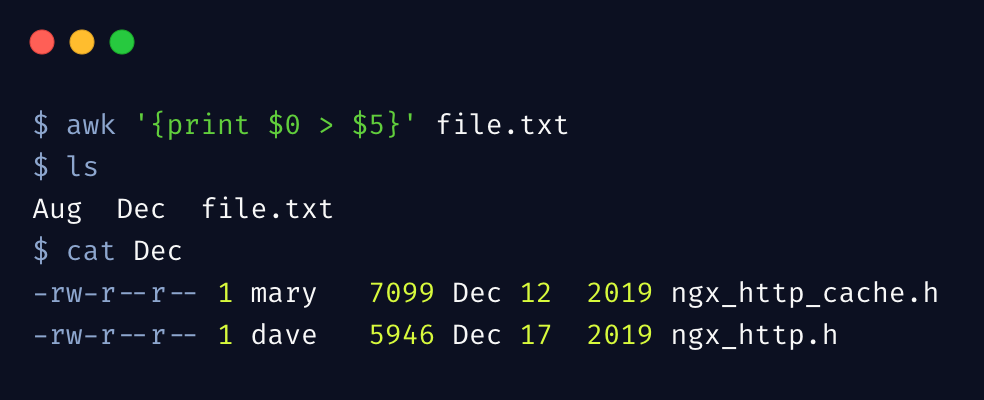 $ awk '{print $0 > $5}' file.txt
$ ls
Aug  Dec  file.txt
$ cat Dec
-rw-r--r-- 1 mary   7099 Dec 12  2019 ngx_http_cache.h
-rw-r--r-- 1 dave   5946 Dec 17  2019 ngx_http.h